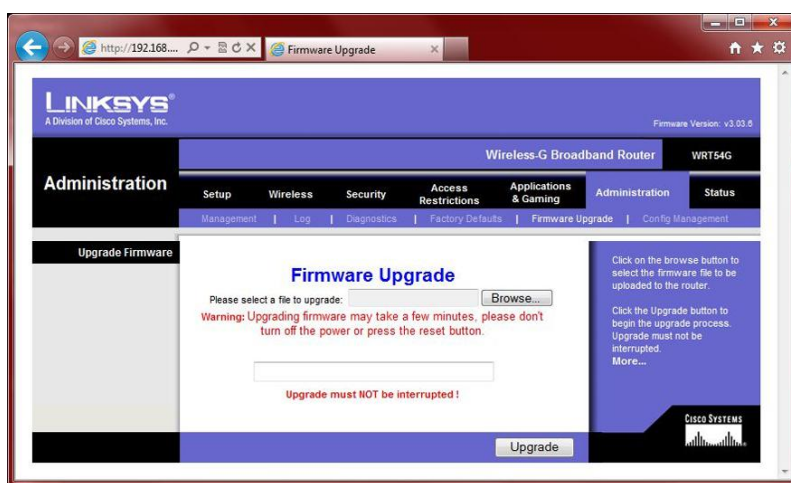 http://192.168....
Firmware Upgrade
LINKSYS®
A Division of Cisco Systems, Inc.
Firmware Version: v3.03.6
Wireless-G Broadband Router WRT54G
Administration
Setup Wireless Security Access Restrictions Applications & Gaming Administration Status
Management | Log | Diagnostics | Factory Defaults | Firmware Upgrade | Config Management
Upgrade Firmware
Firmware Upgrade
Please select a file to upgrade: Browse...
Warning: Upgrading firmware may take a few minutes, please don't
turn off the power or press the reset button.
Upgrade must NOT be interrupted !
Upgrade
Click on the browse button to
select the firmware file to be
uploaded to the router.
Click the Upgrade button to
begin the upgrade process.
Upgrade must not be
interrupted.
More...
CISCO SYSTEMS